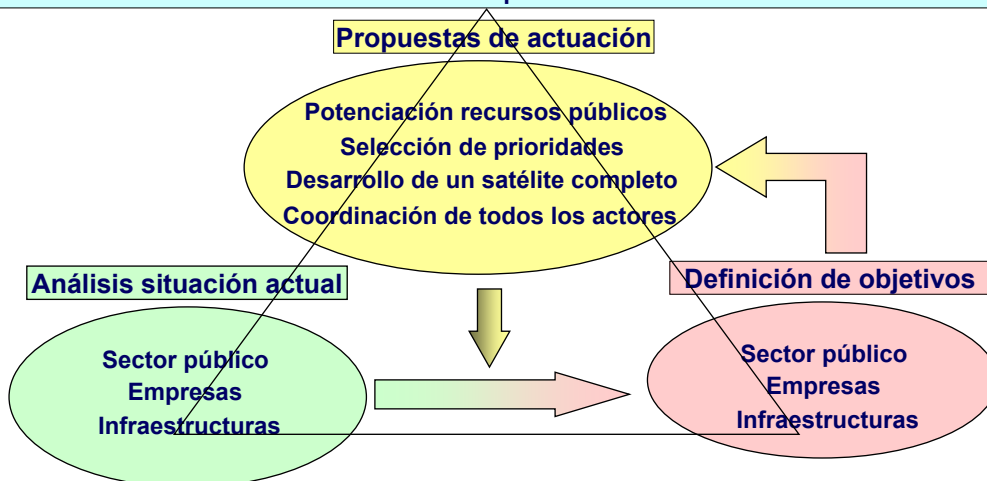 Propuestas de actuación
Potenciación recursos públicos
Selección de prioridades
Desarrollo de un satélite completo
Coordinación de todos los actores
Análisis situación actual
Sector público
Empresas
Infraestructuras
Definición de objetivos
Sector público
Empresas
Infraestructuras